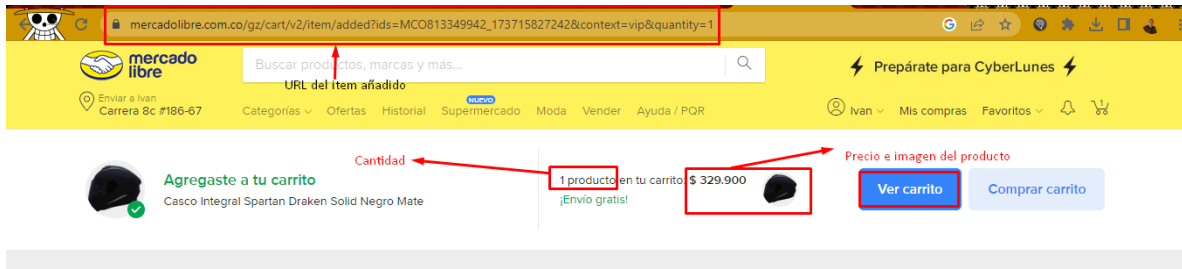 mercadolibre.com.co/gz/cart/v2/item/added?ids=MCO813349942_173715827242&context=vip&quantity=1
mercado
libre
Buscar productos, marcas y más...
URL del item añadido
Prepárate para CyberLunes
Enviar a Ivan
Carrera 8c #186-67
Categorías
Ofertas
Historial
NUEVO
Supermercado
Moda
Vender
Ayuda / PQR
Ivan
Mis compras
Favoritos
1
Cantidad
Precio e imagen del producto
Agregaste a tu carrito
Casco Integral Spartan Draken Solid Negro Mate
1 producto en tu carrito: $ 329.900
¡Envío gratis!
Ver carrito
Comprar carrito